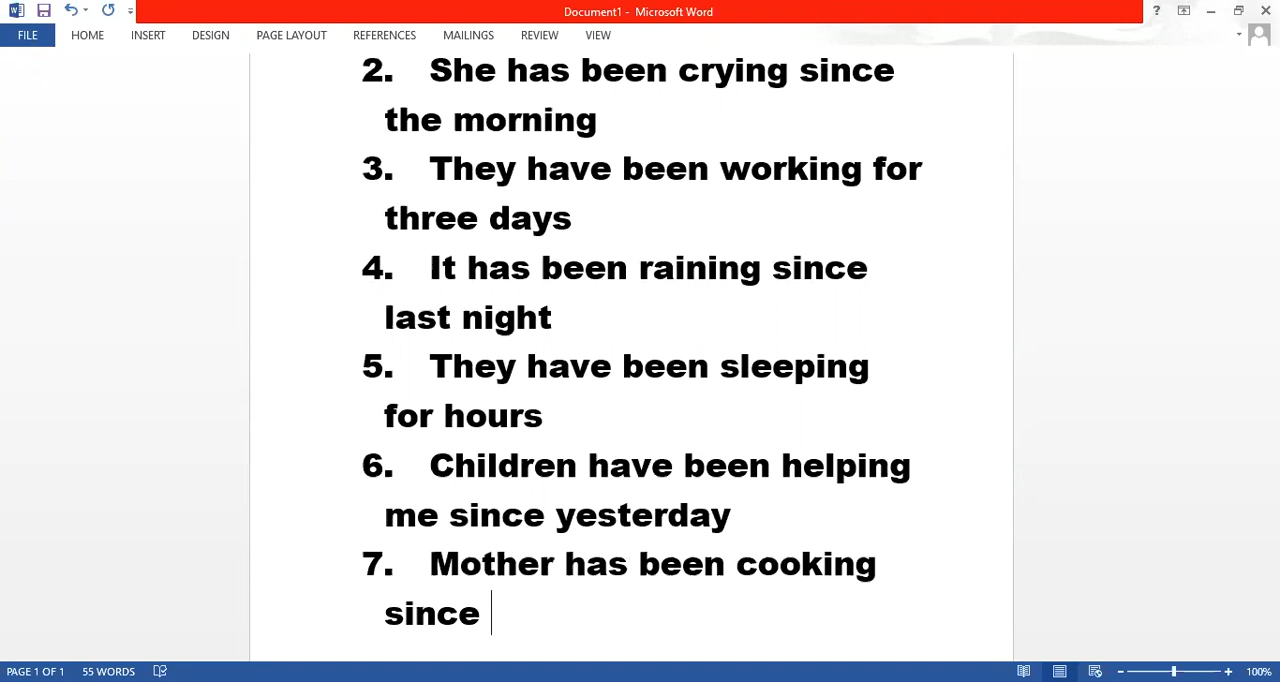 Document1 - Microsoft Word
?
FILE HOME INSERT DESIGN PAGE LAYOUT REFERENCES MAILINGS REVIEW VIEW
2. She has been crying since
the morning
3. They have been working for
three days
4. It has been raining since
last night
5. They have been sleeping
for hours
6. Children have been helping
me since yesterday
7. Mother has been cooking
since
PAGE 1 OF 1 55 WORDS 100%